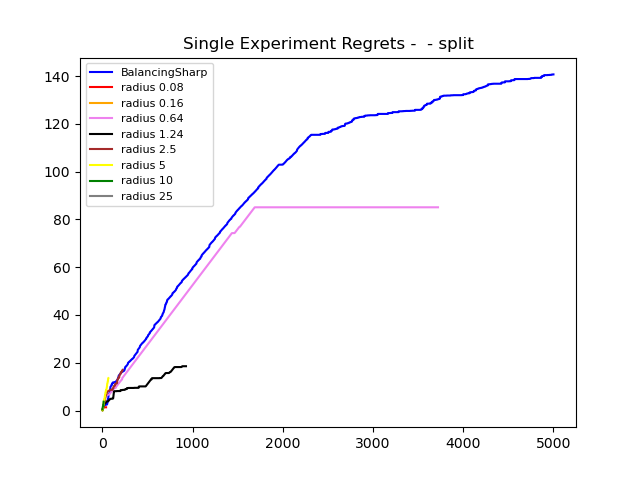 Single Experiment Regrets -  - split
BalancingSharp
radius 0.08
radius 0.16
radius 0.64
radius 1.24
radius 2.5
radius 5
radius 10
radius 25
140
120
100
80
60
40
20
0
0 1000 2000 3000 4000 5000